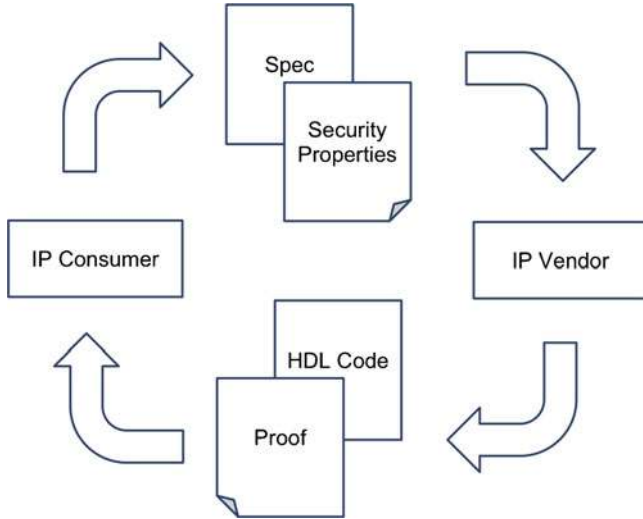 Spec
Security
Properties
IP Consumer
IP Vendor
HDL Code
Proof